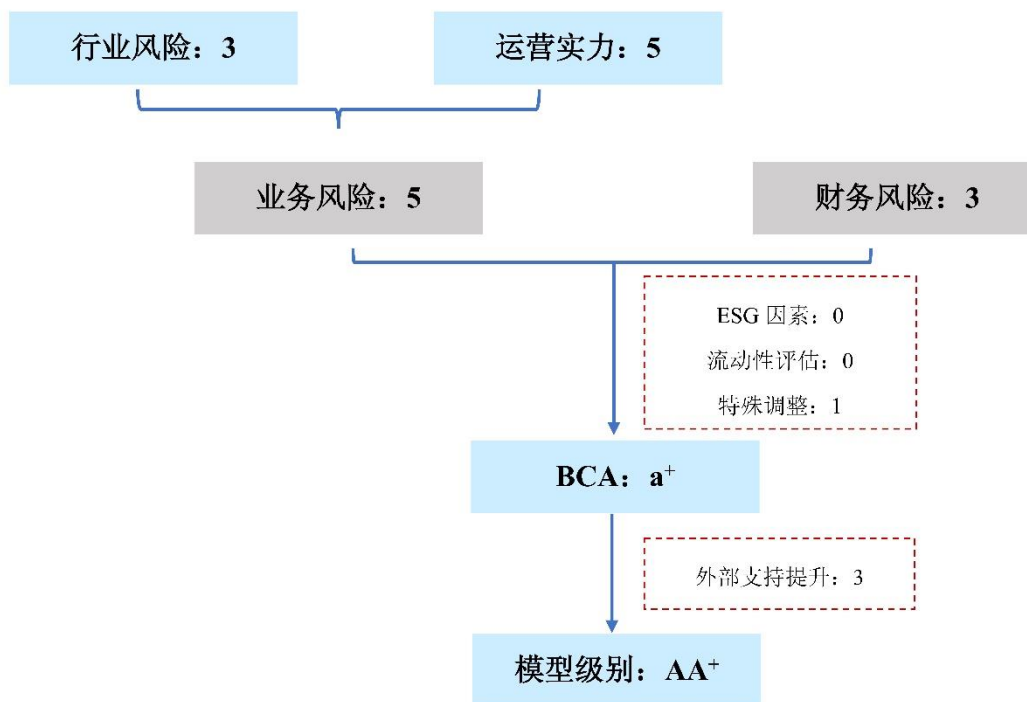 行业风险：3
运营实力：5
业务风险：5
财务风险：3
ESG 因素：0
流动性评估：0
特殊调整：1
BCA：a⁺
外部支持提升：3
模型级别：AA⁺